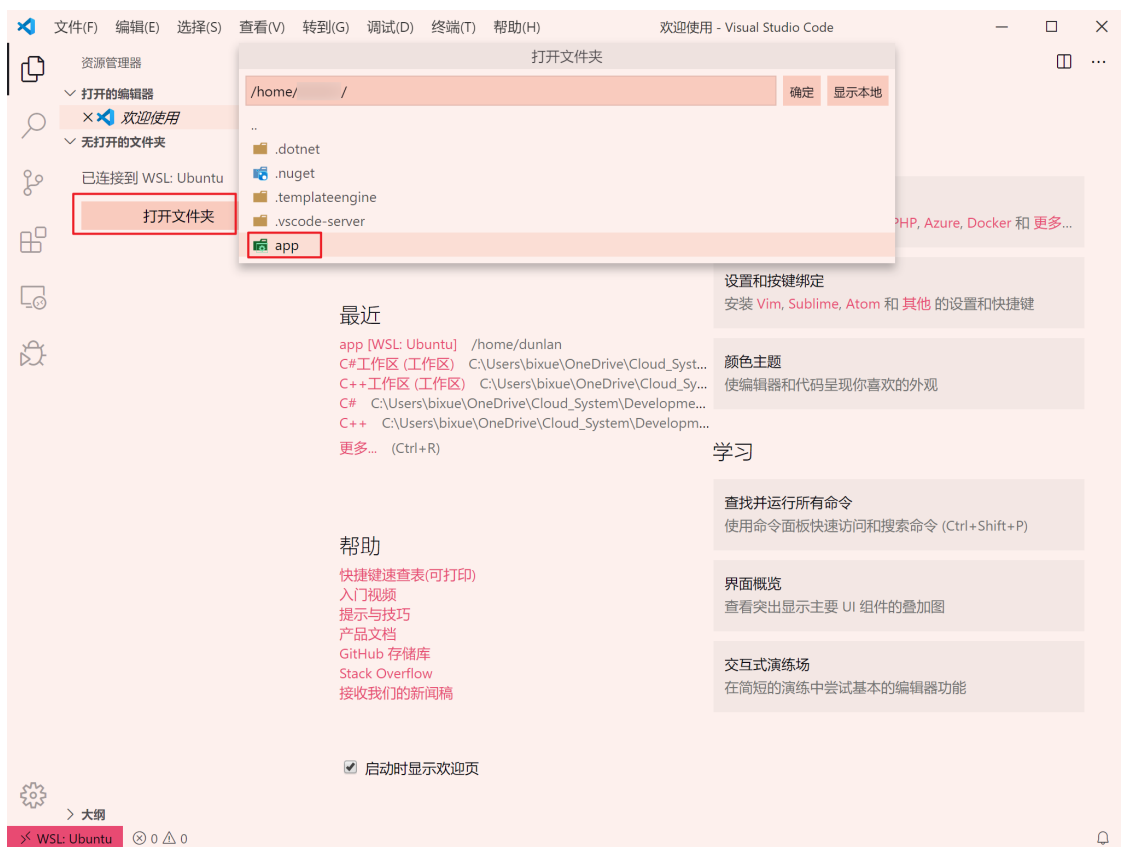 文件(F) 编辑(E) 选择(S) 查看(V) 转到(G) 调试(D) 终端(T) 帮助(H) 欢迎使用 - Visual Studio Code
资源管理器
打开的编辑器
欢迎使用
无打开的文件夹
已连接到 WSL: Ubuntu
打开文件夹
打开文件夹
/home/ /
确定
显示本地
..
.dotnet
.nuget
.templateengine
.vscode-server
app
PHP, Azure, Docker 和 更多...
设置和按键绑定
安装 Vim, Sublime, Atom 和 其他 的设置和快捷键
颜色主题
使编辑器和代码呈现你喜欢的外观
最近
app [WSL: Ubuntu] /home/dunlan
C#工作区 (工作区) C:\Users\bixue\OneDrive\Cloud_Syst...
C++工作区 (工作区) C:\Users\bixue\OneDrive\Cloud_Sy...
C# C:\Users\bixue\OneDrive\Cloud_System\Developme...
C++ C:\Users\bixue\OneDrive\Cloud_System\Developm...
更多... (Ctrl+R)
学习
查找并运行所有命令
使用命令面板快速访问和搜索命令 (Ctrl+Shift+P)
界面概览
查看突出显示主要 UI 组件的叠加图
交互式演练场
在简短的演练中尝试基本的编辑器功能
帮助
快捷键速查表(可打印)
入门视频
提示与技巧
产品文档
GitHub 存储库
Stack Overflow
接收我们的新闻稿
启动时显示欢迎页
大纲
WSL: Ubuntu 0 0